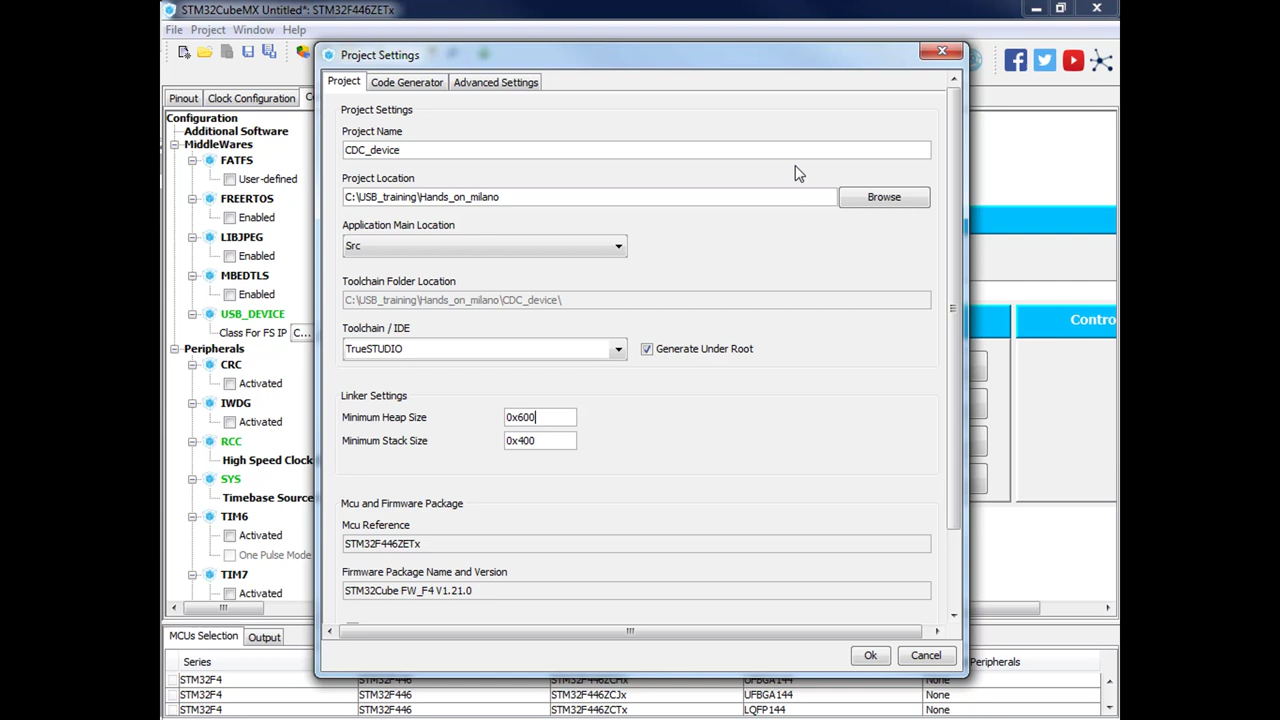 STM32CubeMX Untitled*: STM32F446ZETx
File Project Window Help
Project Settings
Pinout Clock Configuration
Project Code Generator Advanced Settings
Configuration
Additional Software
MiddleWares
FATFS
User-defined
FREERTOS
Enabled
LIBJPEG
Enabled
MBEDTLS
Enabled
USB_DEVICE
Class For FS IP C...
Peripherals
CRC
Activated
IWDG
Activated
RCC
High Speed Clock
SYS
Timebase Source
TIM6
Activated
One Pulse Mode
TIM7
Activated
Project Settings
Project Name
CDC_device
Project Location
C:\USB_training\Hands_on_milano Browse
Application Main Location
Src
Toolchain Folder Location
C:\USB_training\Hands_on_milano\CDC_device\
Toolchain / IDE
TrueSTUDIO Generate Under Root
Linker Settings
Minimum Heap Size 0x600
Minimum Stack Size 0x400
Mcu and Firmware Package
Mcu Reference
STM32F446ZETx
Firmware Package Name and Version
STM32Cube FW_F4 V1.21.0
Ok Cancel
Contro
MCUs Selection Output
Series Peripherals
STM32F4 STM32F446 STM32F446ZCHx UFBGA144 None
STM32F4 STM32F446 STM32F446ZCJx UFBGA144 None
STM32F4 STM32F446 STM32F446ZCTx LQFP144 None